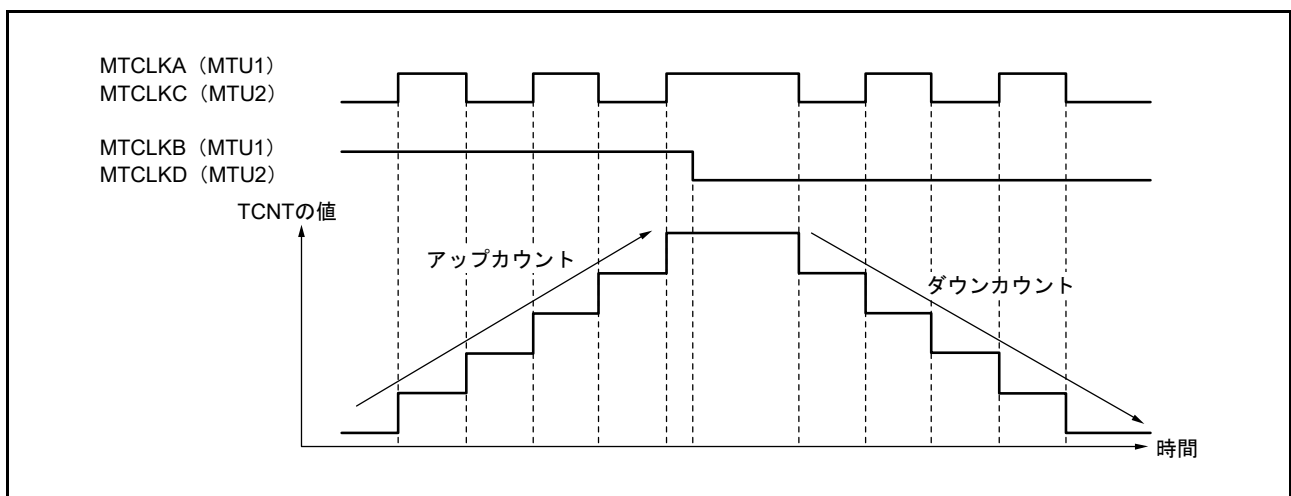 MTCLKA（MTU1）
MTCLKC（MTU2）
MTCLKB（MTU1）
MTCLKD（MTU2）
TCNTの値
アップカウント
ダウンカウント
時間